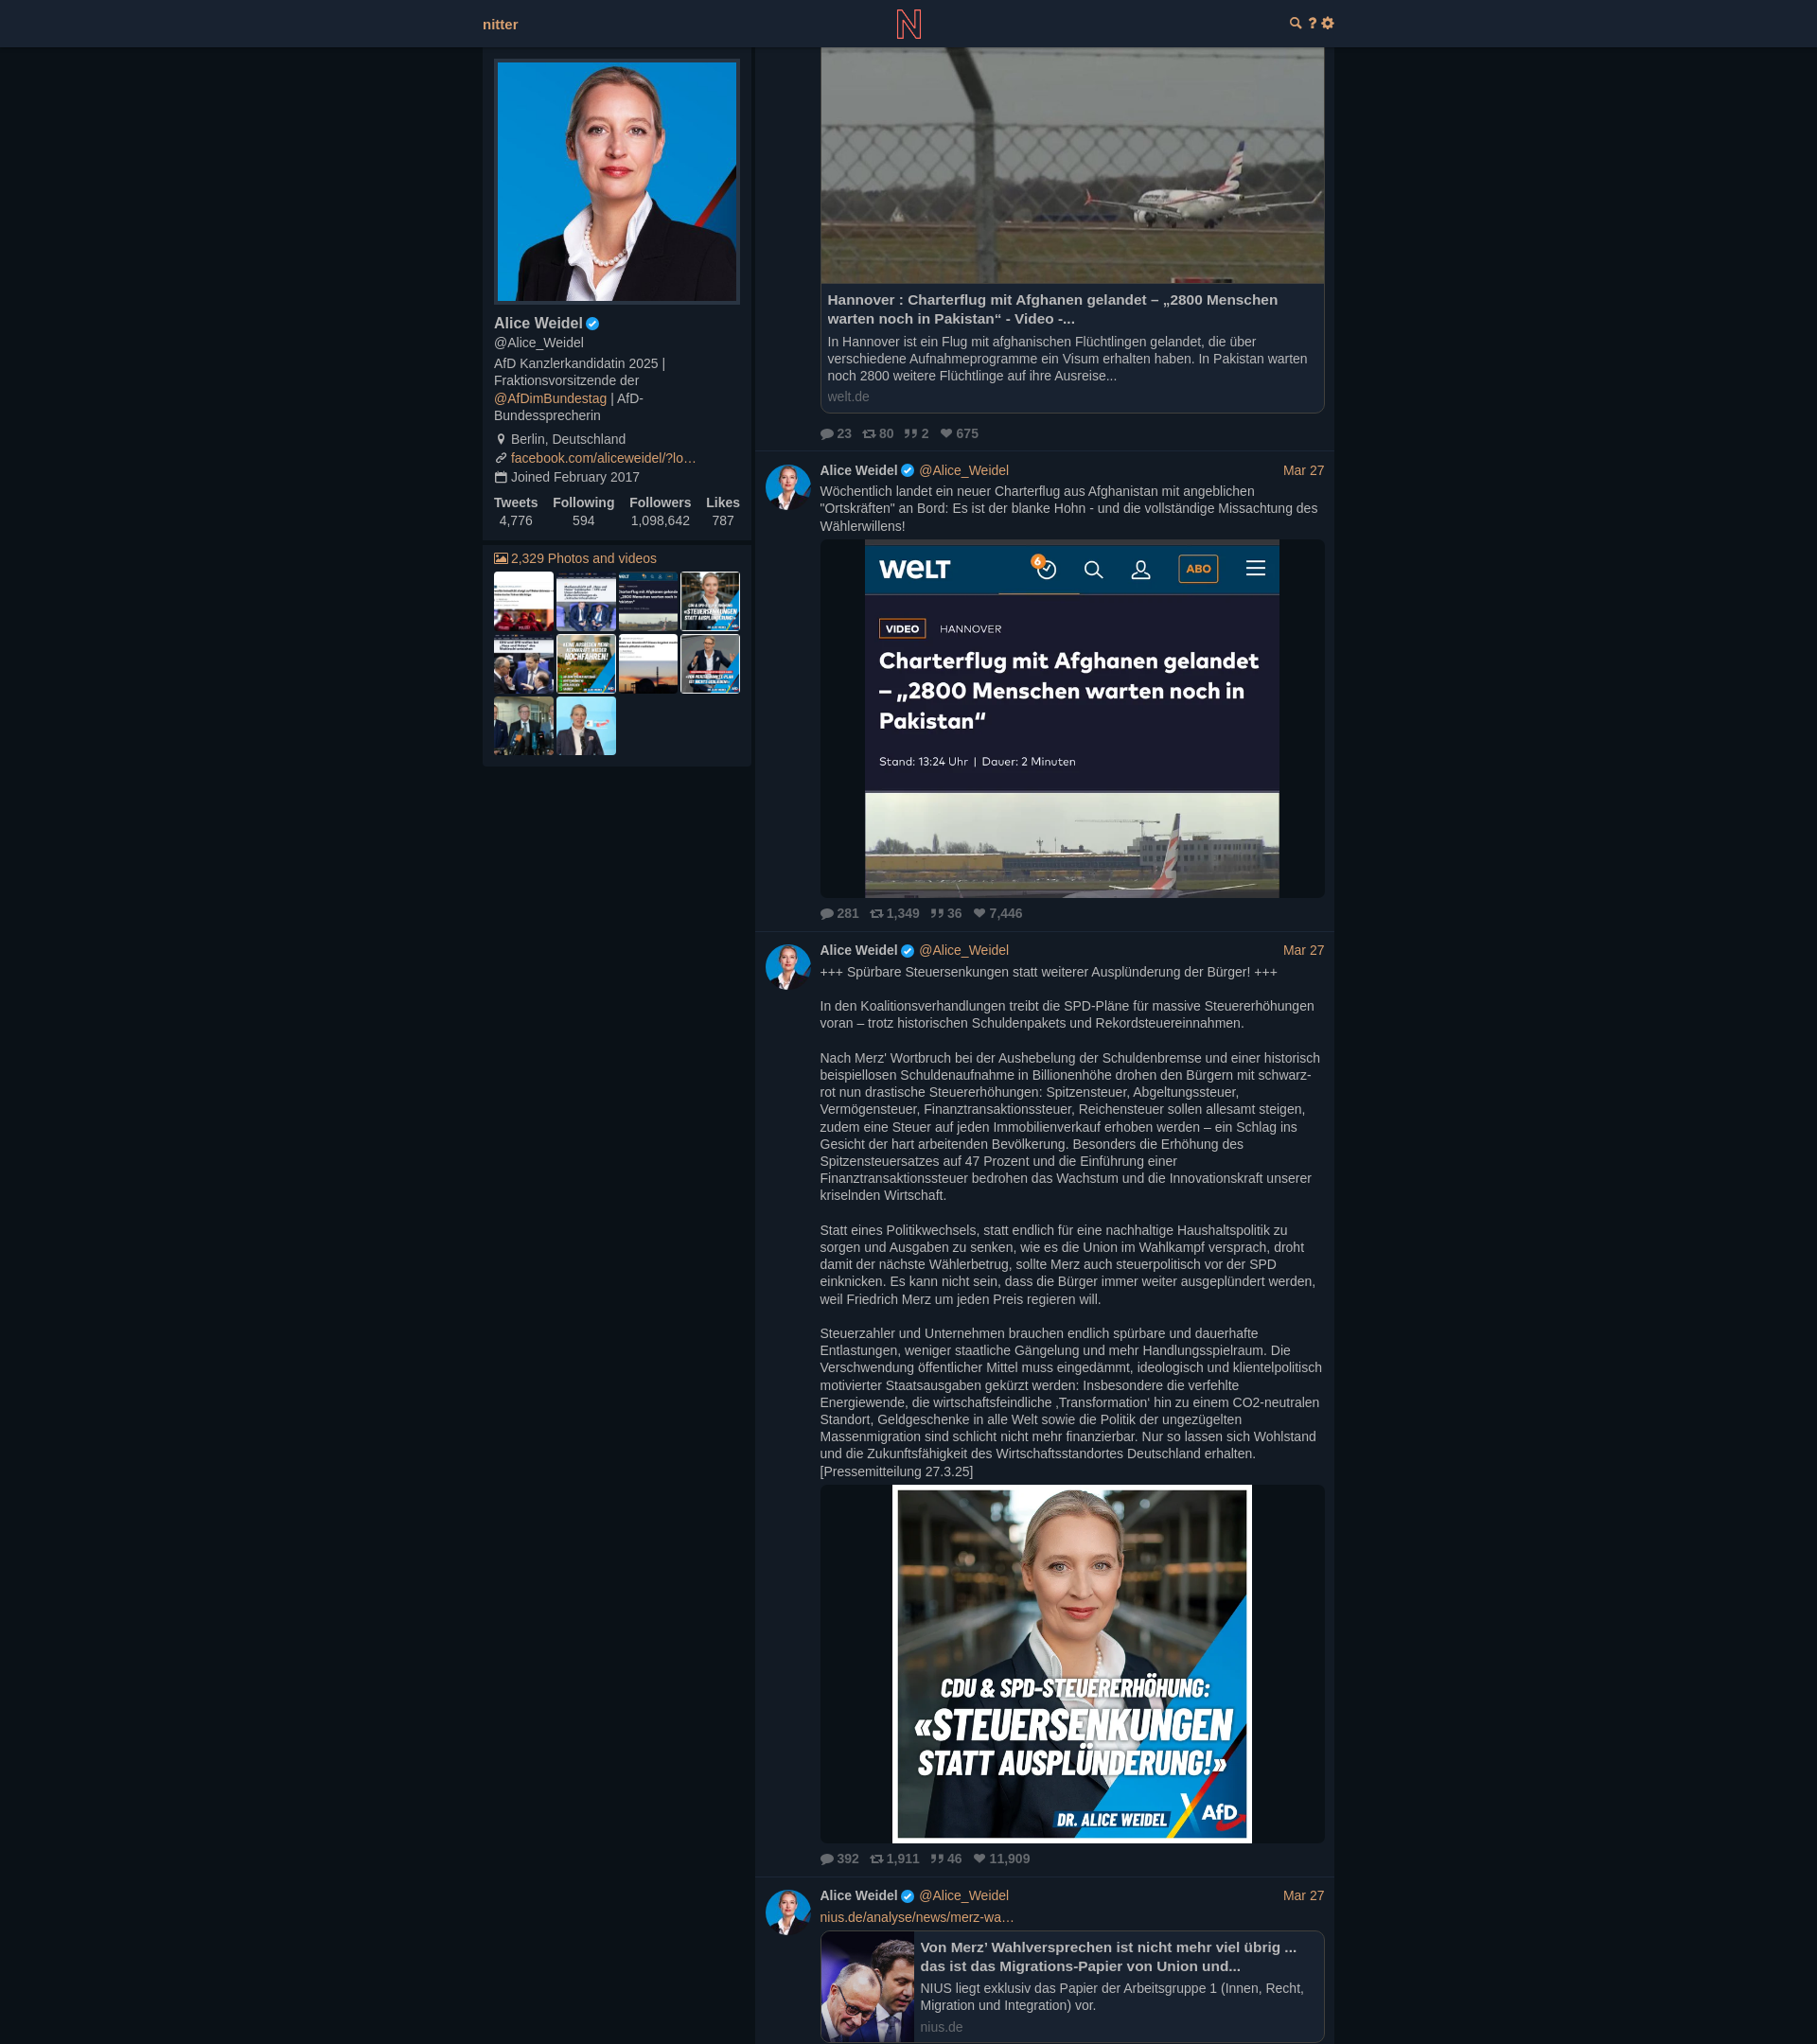 nitter
Alice Weidel
@Alice_Weidel
AfD Kanzlerkandidatin 2025 |
Fraktionsvorsitzende der
@AfDimBundestag | AfD-
Bundessprecherin
Berlin, Deutschland
facebook.com/aliceweidel/?lo…
Joined February 2017
Tweets Following Followers Likes
4,776 594 1,098,642 787
2,329 Photos and videos
Hannover : Charterflug mit Afghanen gelandet – „2800 Menschen
warten noch in Pakistan“ - Video -...
In Hannover ist ein Flug mit afghanischen Flüchtlingen gelandet, die über
verschiedene Aufnahmeprogramme ein Visum erhalten haben. In Pakistan warten
noch 2800 weitere Flüchtlinge auf ihre Ausreise...
welt.de
23 80 2 675
Alice Weidel @Alice_Weidel Mar 27
Wöchentlich landet ein neuer Charterflug aus Afghanistan mit angeblichen
"Ortskräften" an Bord: Es ist der blanke Hohn - und die vollständige Missachtung des
Wählerwillens!
WELT 6 ABO
VIDEO HANNOVER
Charterflug mit Afghanen gelandet
– „2800 Menschen warten noch in
Pakistan“
Stand: 13:24 Uhr | Dauer: 2 Minuten
281 1,349 36 7,446
Alice Weidel @Alice_Weidel Mar 27
+++ Spürbare Steuersenkungen statt weiterer Ausplünderung der Bürger! +++
In den Koalitionsverhandlungen treibt die SPD-Pläne für massive Steuererhöhungen
voran – trotz historischen Schuldenpakets und Rekordsteuereinnahmen.
Nach Merz' Wortbruch bei der Aushebelung der Schuldenbremse und einer historisch
beispiellosen Schuldenaufnahme in Billionenhöhe drohen den Bürgern mit schwarz-
rot nun drastische Steuererhöhungen: Spitzensteuer, Abgeltungssteuer,
Vermögensteuer, Finanztransaktionssteuer, Reichensteuer sollen allesamt steigen,
zudem eine Steuer auf jeden Immobilienverkauf erhoben werden – ein Schlag ins
Gesicht der hart arbeitenden Bevölkerung. Besonders die Erhöhung des
Spitzensteuersatzes auf 47 Prozent und die Einführung einer
Finanztransaktionssteuer bedrohen das Wachstum und die Innovationskraft unserer
kriselnden Wirtschaft.
Statt eines Politikwechsels, statt endlich für eine nachhaltige Haushaltspolitik zu
sorgen und Ausgaben zu senken, wie es die Union im Wahlkampf versprach, droht
damit der nächste Wählerbetrug, sollte Merz auch steuerpolitisch vor der SPD
einknicken. Es kann nicht sein, dass die Bürger immer weiter ausgeplündert werden,
weil Friedrich Merz um jeden Preis regieren will.
Steuerzahler und Unternehmen brauchen endlich spürbare und dauerhafte
Entlastungen, weniger staatliche Gängelung und mehr Handlungsspielraum. Die
Verschwendung öffentlicher Mittel muss eingedämmt, ideologisch und klientelpolitisch
motivierter Staatsausgaben gekürzt werden: Insbesondere die verfehlte
Energiewende, die wirtschaftsfeindliche ‚Transformation‘ hin zu einem CO2-neutralen
Standort, Geldgeschenke in alle Welt sowie die Politik der ungezügelten
Massenmigration sind schlicht nicht mehr finanzierbar. Nur so lassen sich Wohlstand
und die Zukunftsfähigkeit des Wirtschaftsstandortes Deutschland erhalten.
[Pressemitteilung 27.3.25]
CDU & SPD-STEUERERHÖHUNG:
«STEUERSENKUNGEN
STATT AUSPLÜNDERUNG!»
DR. ALICE WEIDEL AfD
392 1,911 46 11,909
Alice Weidel @Alice_Weidel Mar 27
nius.de/analyse/news/merz-wa…
Von Merz’ Wahlversprechen ist nicht mehr viel übrig ...
das ist das Migrations-Papier von Union und...
NIUS liegt exklusiv das Papier der Arbeitsgruppe 1 (Innen, Recht,
Migration und Integration) vor.
nius.de